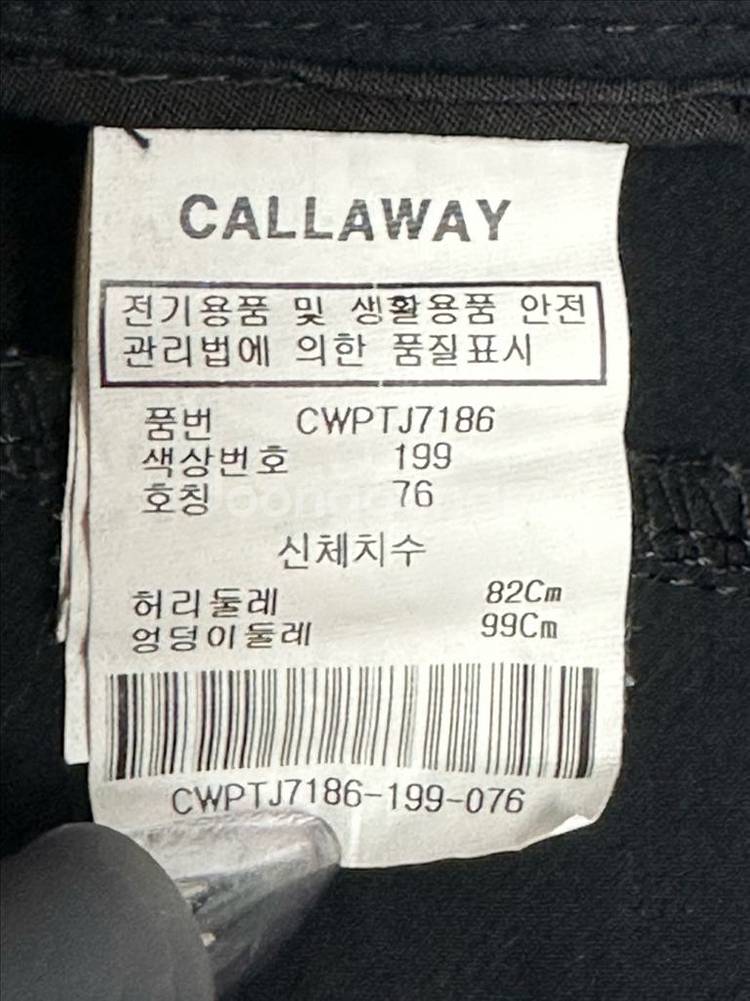 CALLAWAY
전기용품 및 생활용품 안전
관리법에 의한 품질표시
품번 CWPTJ7186
색상번호 199
호칭 76
신체치수
허리둘레 82Cm
엉덩이둘레 99Cm
CWPTJ7186-199-076